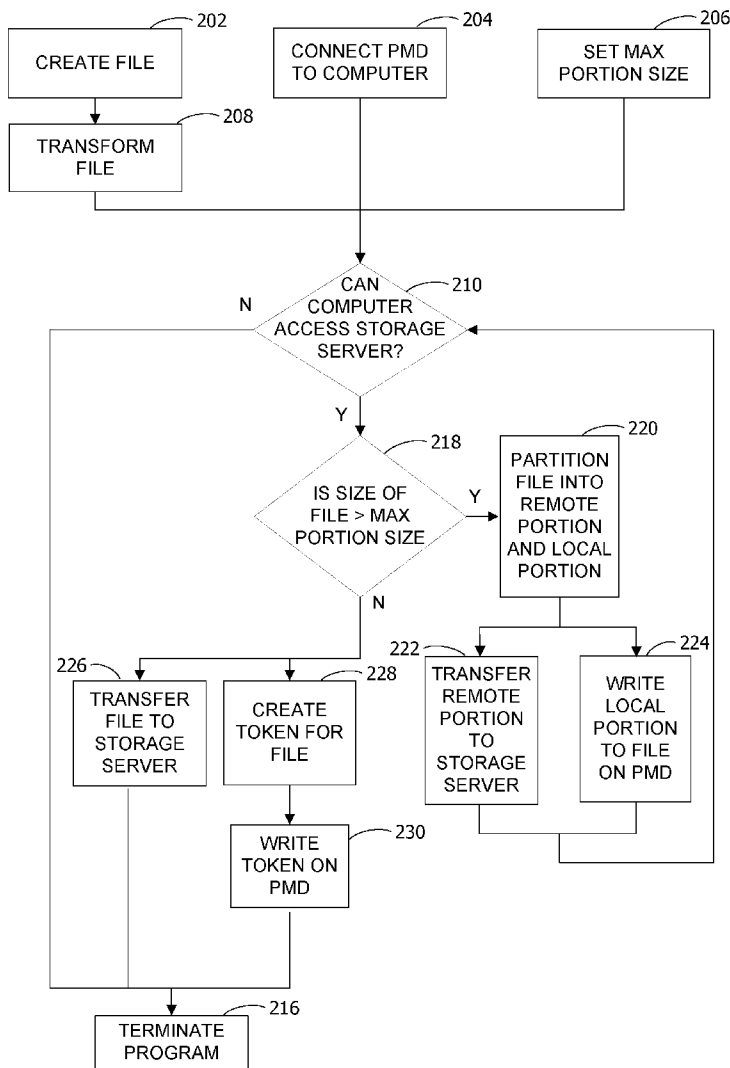 202
CREATE FILE
204
CONNECT PMD
TO COMPUTER
206
SET MAX
PORTION SIZE
208
TRANSFORM
FILE
210
CAN
COMPUTER
ACCESS STORAGE
SERVER?
N
Y
218
IS SIZE OF
FILE > MAX
PORTION SIZE
Y
N
220
PARTITION
FILE INTO
REMOTE
PORTION
AND LOCAL
PORTION
226
TRANSFER
FILE TO
STORAGE
SERVER
228
CREATE
TOKEN FOR
FILE
222
TRANSFER
REMOTE
PORTION
TO
STORAGE
SERVER
224
WRITE
LOCAL
PORTION
TO FILE
ON PMD
230
WRITE
TOKEN ON
PMD
216
TERMINATE
PROGRAM